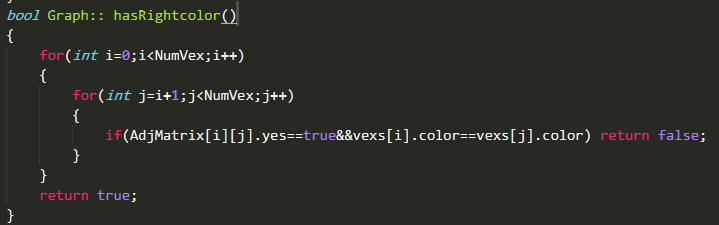 bool Graph:: hasRightcolor()
{
    for(int i=0;i<NumVex;i++)
    {
        for(int j=i+1;j<NumVex;j++)
        {
            if(AdjMatrix[i][j].yes==true&&vexs[i].color==vexs[j].color) return false;
        }
    }
    return true;
}